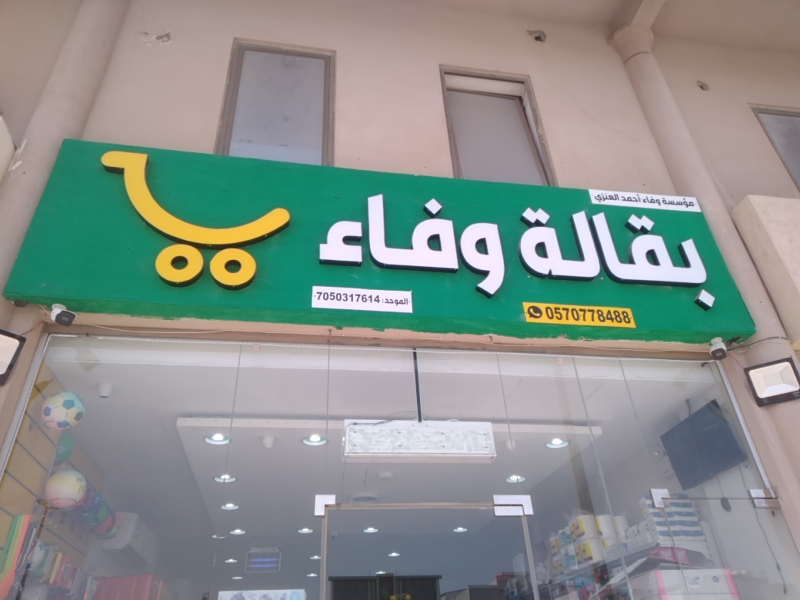 مؤسسة وفاء أحمد العنزي
بقالة وفاء
0570778488
الموحد: 7050317614